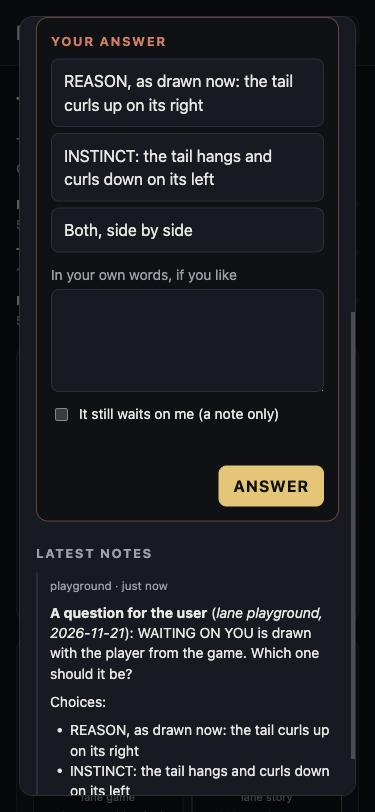 YOUR ANSWER
REASON, as drawn now: the tail
curls up on its right
INSTINCT: the tail hangs and
curls down on its left
Both, side by side
In your own words, if you like
It still waits on me (a note only)
ANSWER
LATEST NOTES
playground · just now
A question for the user (lane playground,
2026-11-21): WAITING ON YOU is drawn
with the player from the game. Which one
should it be?
Choices:
• REASON, as drawn now: the tail curls up
on its right
• INSTINCT: the tail hangs and curls down
on its left
lane game
lane story